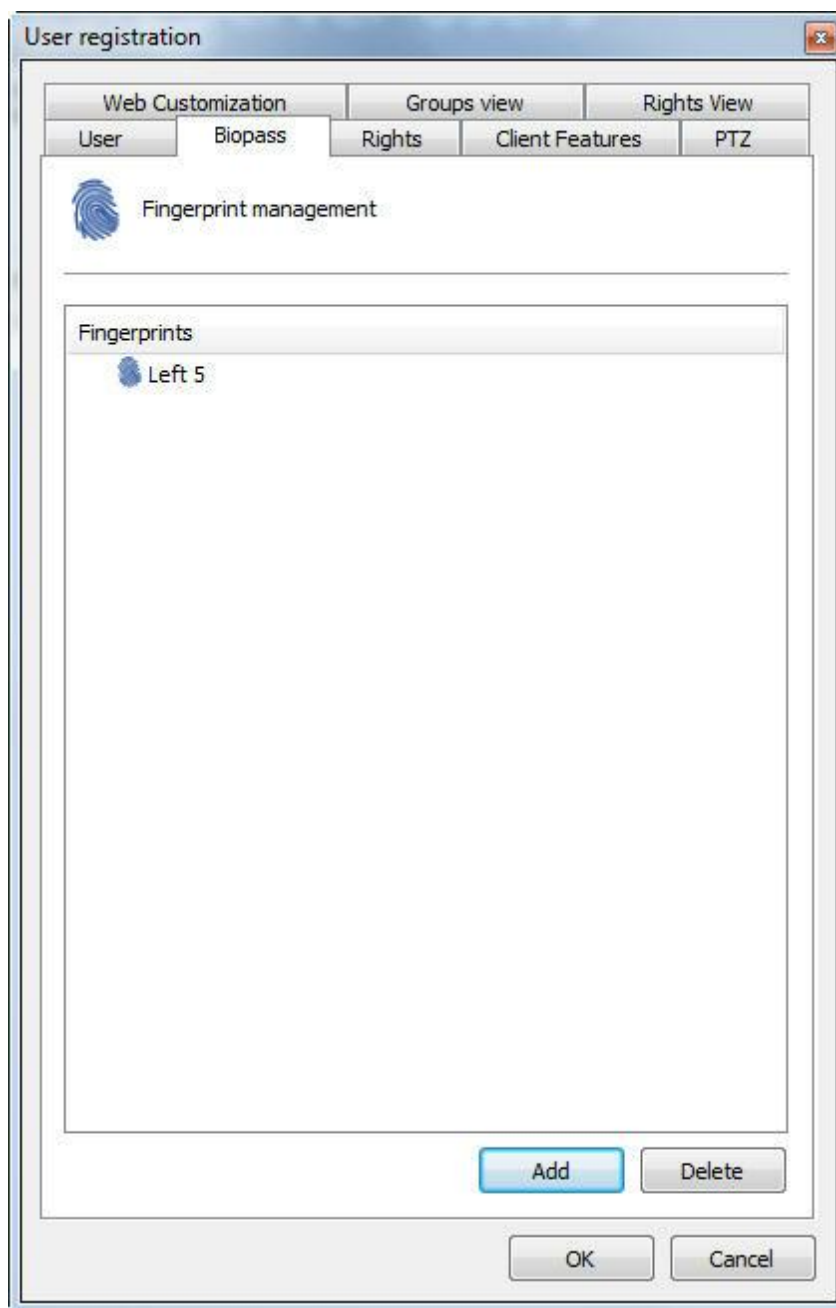 User registration
Web Customization Groups view Rights View
User Biopass Rights Client Features PTZ
Fingerprint management
Fingerprints
Left 5
Add Delete
OK Cancel